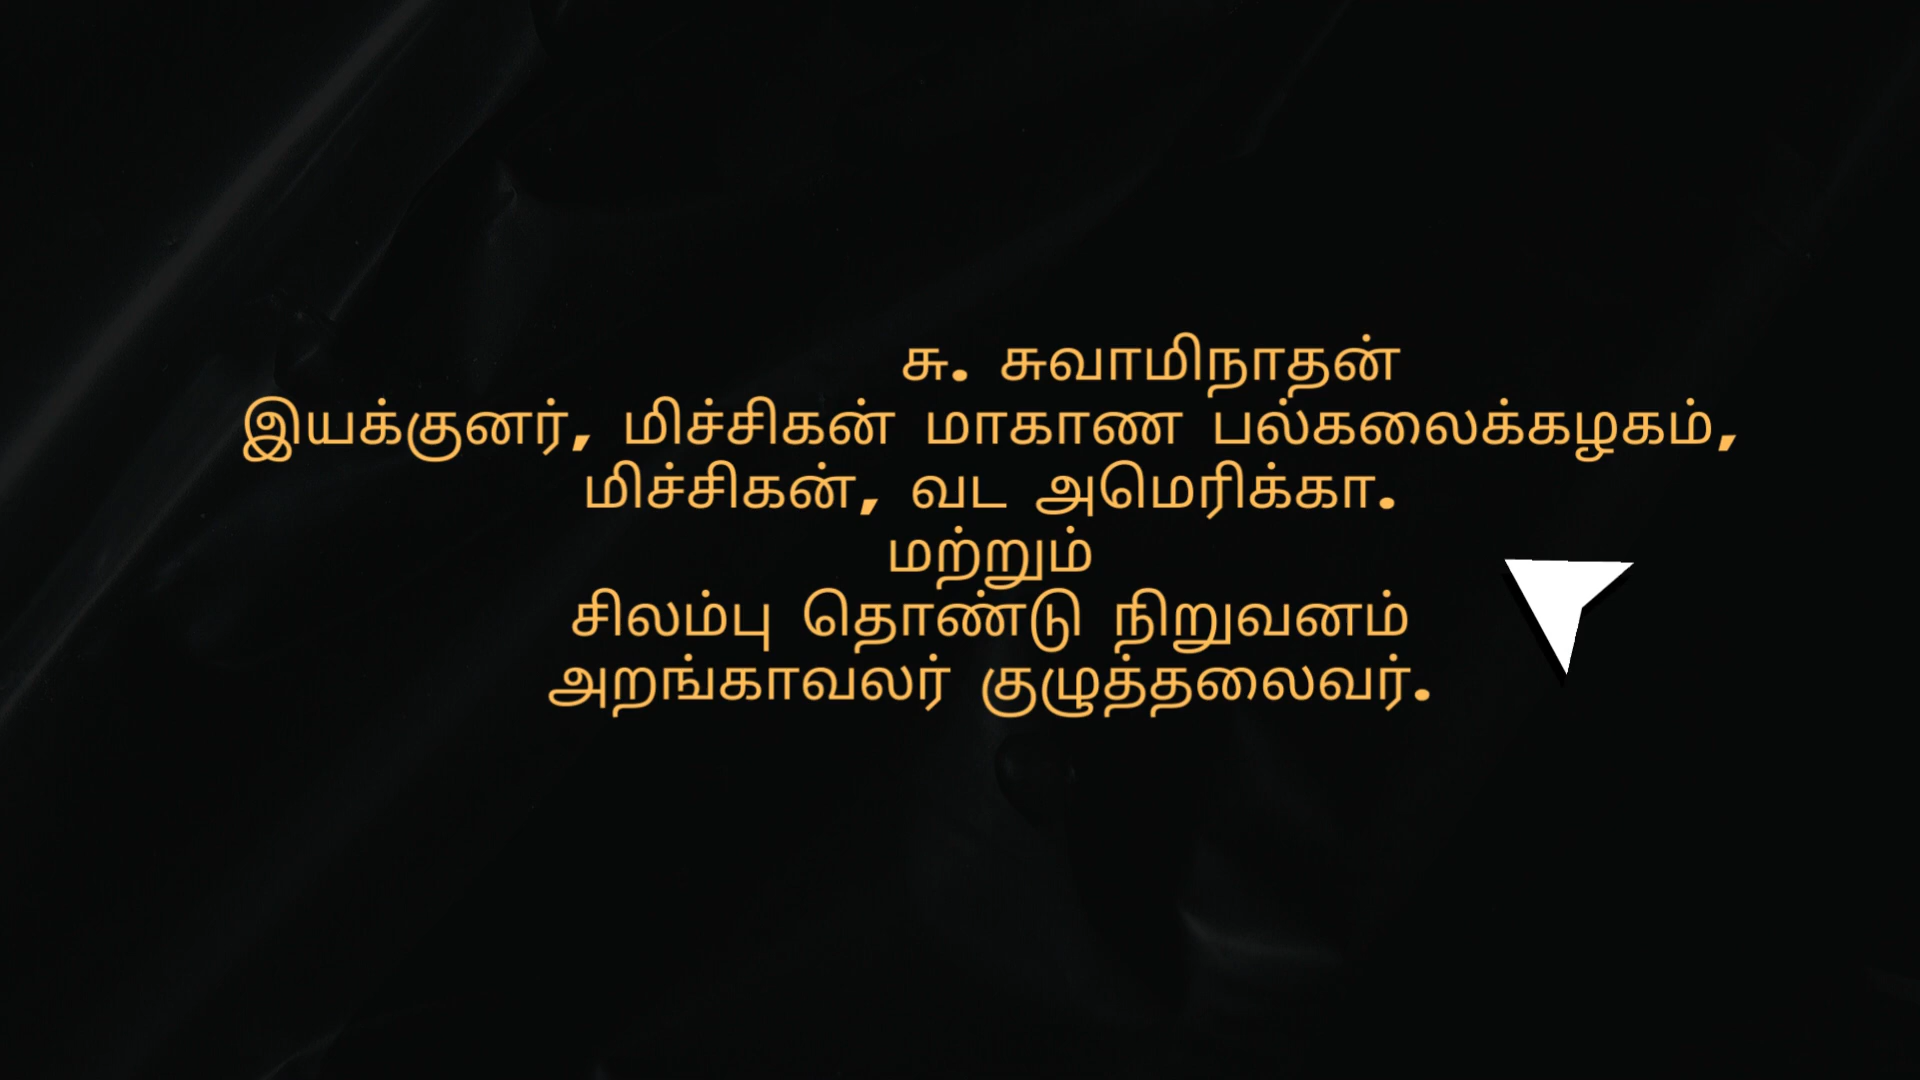 சு. சுவாமிநாதன்
இயக்குனர், மிச்சிகன் மாகாண பல்கலைக்கழகம்,
மிச்சிகன், வட அமெரிக்கா.
மற்றும்
சிலம்பு தொண்டு நிறுவனம்
அறங்காவலர் குழுத்தலைவர்.